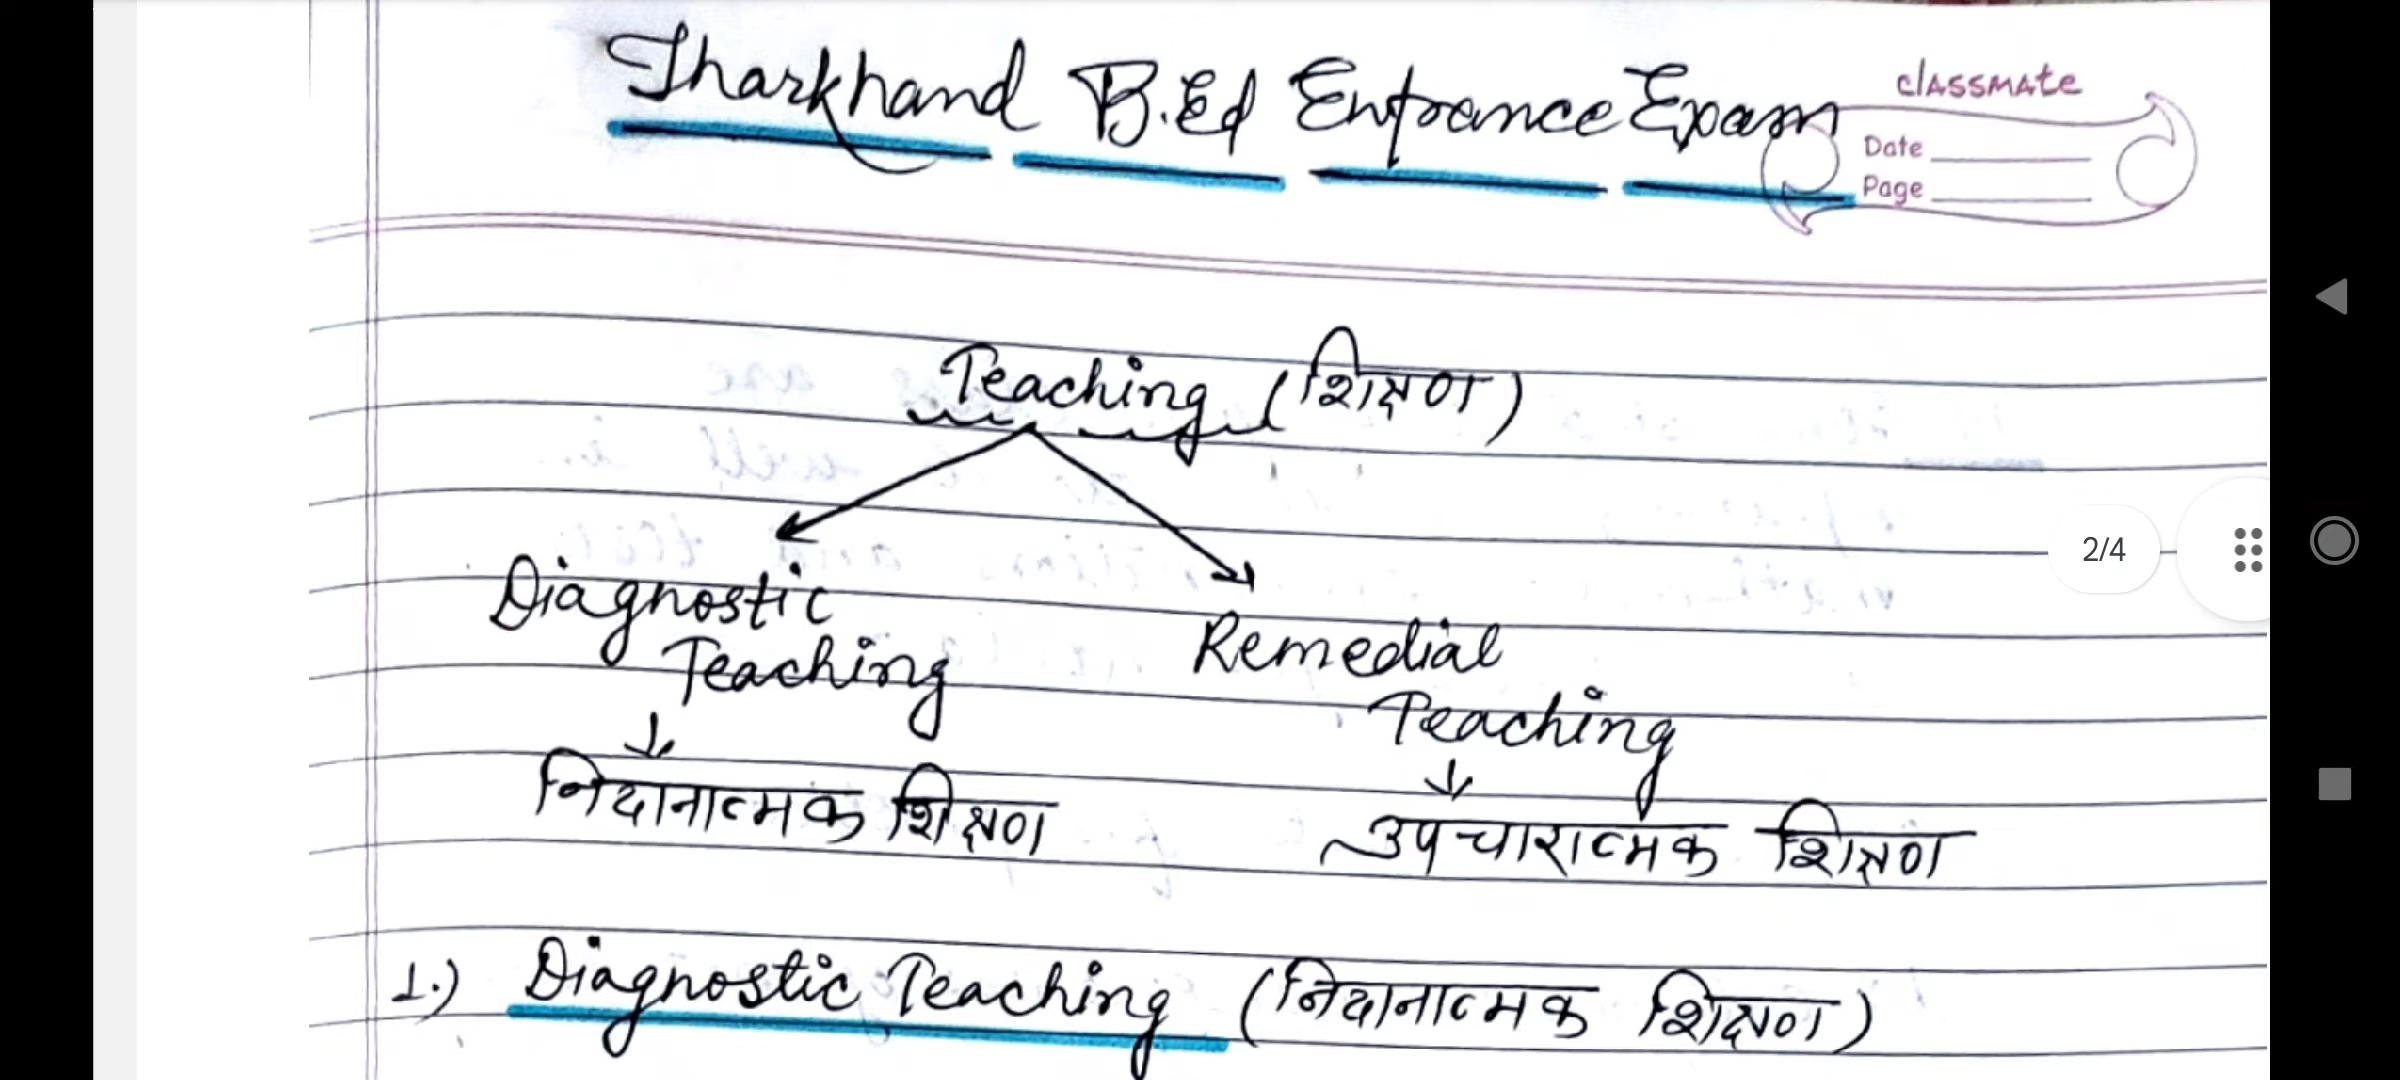 Jharkhand B.Ed Entrance Exam
classmate
Date
Page
Teaching (शिक्षण)
Diagnostic Teaching
Remedial Teaching
निदानात्मक शिक्षण
उपचारात्मक शिक्षण
2/4
1.) Diagnostic Teaching (निदानात्मक शिक्षण)